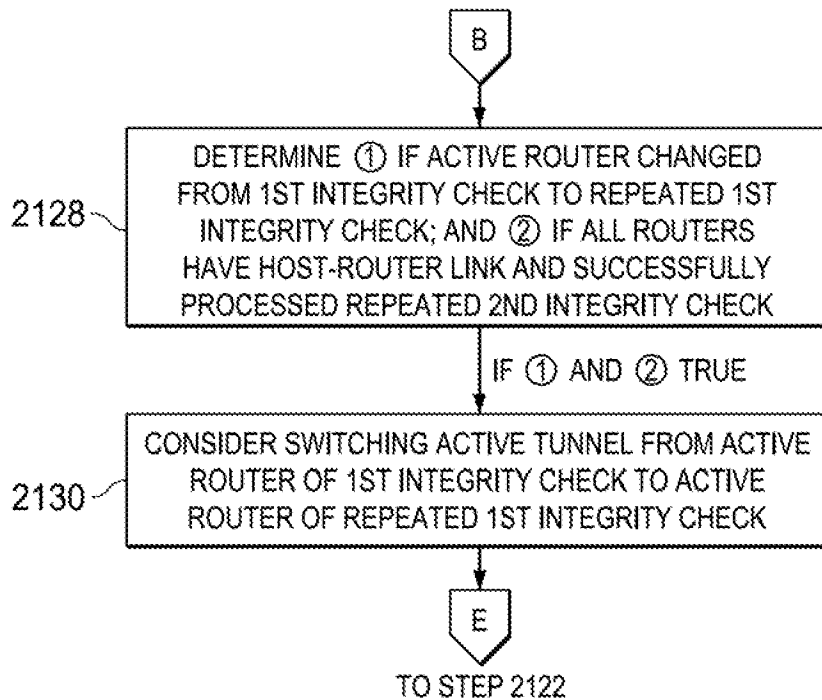 B
2128
DETERMINE ① IF ACTIVE ROUTER CHANGED
FROM 1ST INTEGRITY CHECK TO REPEATED 1ST
INTEGRITY CHECK; AND ② IF ALL ROUTERS
HAVE HOST-ROUTER LINK AND SUCCESSFULLY
PROCESSED REPEATED 2ND INTEGRITY CHECK
IF ① AND ② TRUE
2130
CONSIDER SWITCHING ACTIVE TUNNEL FROM ACTIVE
ROUTER OF 1ST INTEGRITY CHECK TO ACTIVE
ROUTER OF REPEATED 1ST INTEGRITY CHECK
E
TO STEP 2122